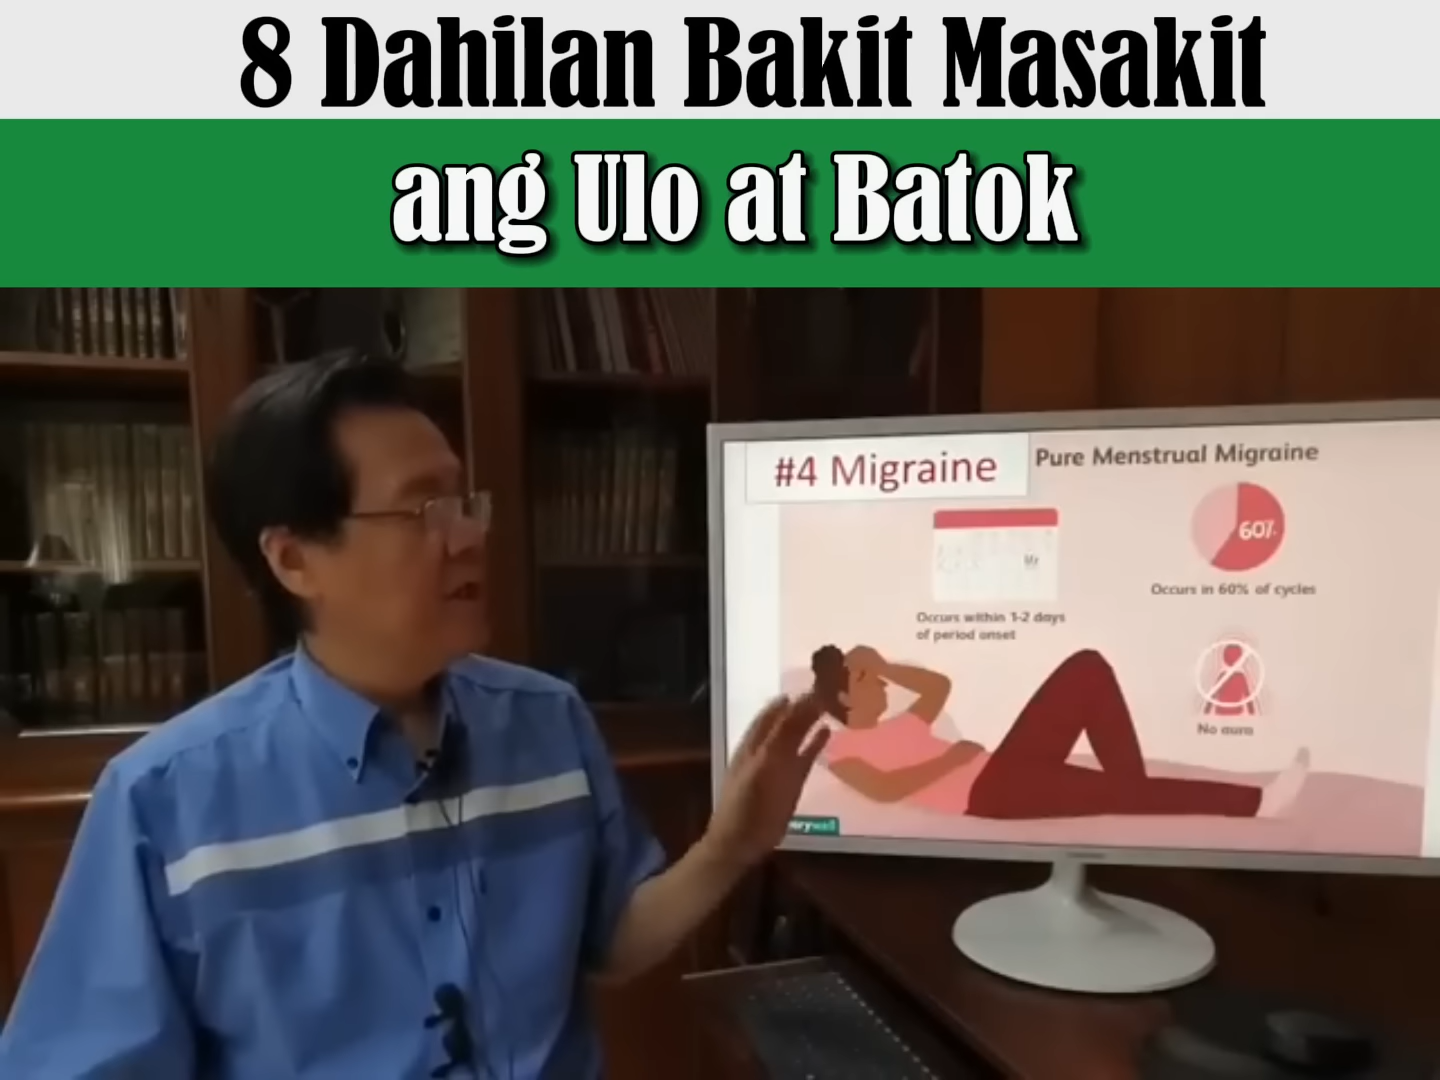 8 Dahilan Bakit Masakit
ang Ulo at Batok
#4 Migraine
Pure Menstrual Migraine
60%
Occurs in 60% of cycles
Occurs within 1-2 days
of period onset
No aura
verywell